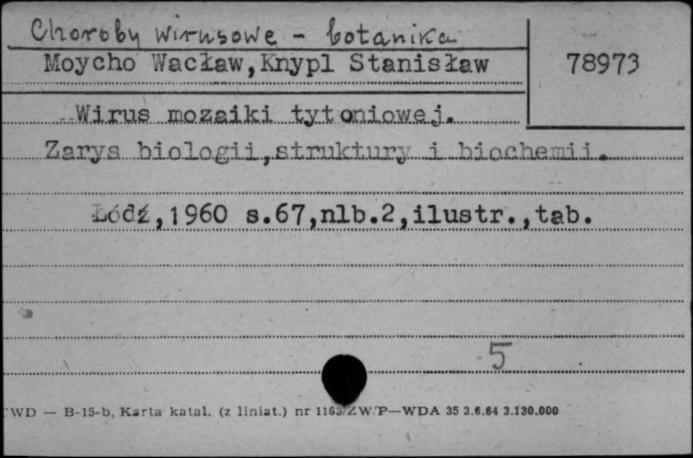 Choroby wirusowe - botanika
Moycho Wacław, Knypl Stanisław
78973
Wirus mozaiki tytoniowej.
Zarys biologii, struktury i biochemii.
Łódź, 1960 s.67, nlb.2, ilustr., tab.
5
WD — B-15-b, Karta katal. (z liniat.) nr 1163/ZW/P—WDA 35 3.6.64 3.130.000